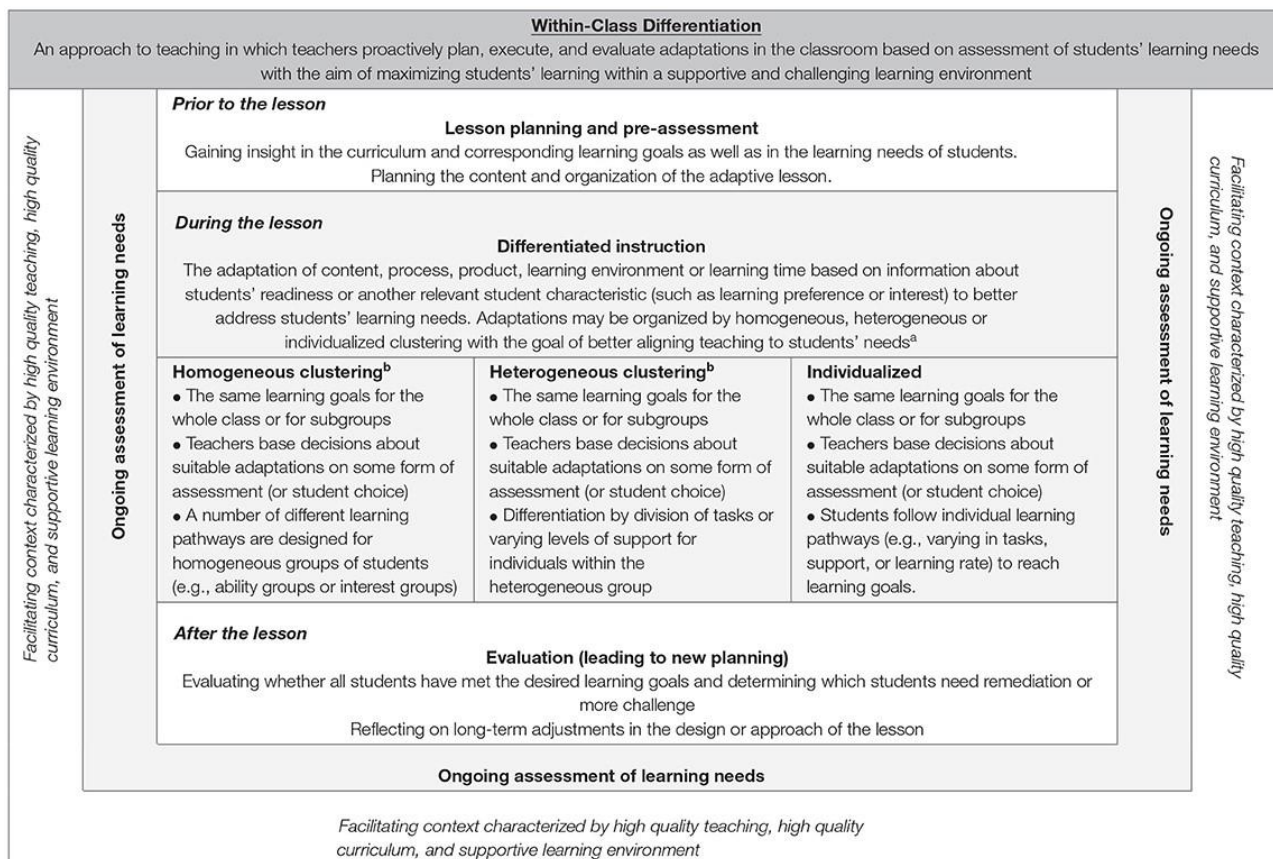 Within-Class Differentiation
An approach to teaching in which teachers proactively plan, execute, and evaluate adaptations in the classroom based on assessment of students' learning needs
with the aim of maximizing students' learning within a supportive and challenging learning environment
Facilitating context characterized by high quality teaching, high quality
curriculum, and supportive learning environment
Ongoing assessment of learning needs
Prior to the lesson
Lesson planning and pre-assessment
Gaining insight in the curriculum and corresponding learning goals as well as in the learning needs of students.
Planning the content and organization of the adaptive lesson.
During the lesson
Differentiated instruction
The adaptation of content, process, product, learning environment or learning time based on information about
students' readiness or another relevant student characteristic (such as learning preference or interest) to better
address students' learning needs. Adaptations may be organized by homogeneous, heterogeneous or
individualized clustering with the goal of better aligning teaching to students' needsᵃ
Homogeneous clusteringᵇ
● The same learning goals for the
whole class or for subgroups
● Teachers base decisions about
suitable adaptations on some form of
assessment (or student choice)
● A number of different learning
pathways are designed for
homogeneous groups of students
(e.g., ability groups or interest groups)
Heterogeneous clusteringᵇ
● The same learning goals for the
whole class or for subgroups
● Teachers base decisions about
suitable adaptations on some form of
assessment (or student choice)
● Differentiation by division of tasks or
varying levels of support for
individuals within the
heterogeneous group
Individualized
● The same learning goals for the
whole class or for subgroups
● Teachers base decisions about
suitable adaptations on some form of
assessment (or student choice)
● Students follow individual learning
pathways (e.g., varying in tasks,
support, or learning rate) to reach
learning goals.
After the lesson
Evaluation (leading to new planning)
Evaluating whether all students have met the desired learning goals and determining which students need remediation or
more challenge
Reflecting on long-term adjustments in the design or approach of the lesson
Ongoing assessment of learning needs
Facilitating context characterized by high quality teaching, high quality
curriculum, and supportive learning environment
Ongoing assessment of learning needs
Facilitating context characterized by high quality teaching, high quality
curriculum, and supportive learning environment